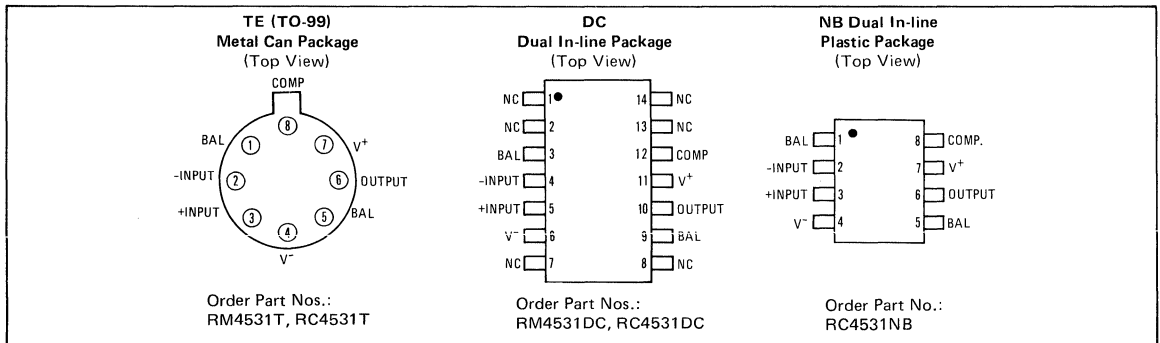 TE (TO-99)
Metal Can Package
(Top View)
COMP
8
BAL 1 7 V+
-INPUT 2 6 OUTPUT
+INPUT 3 5 BAL
4
V-
Order Part Nos.:
RM4531T, RC4531T
DC
Dual In-line Package
(Top View)
NC 1 14 NC
NC 2 13 NC
BAL 3 12 COMP
-INPUT 4 11 V+
+INPUT 5 10 OUTPUT
V- 6 9 BAL
NC 7 8 NC
Order Part Nos.:
RM4531DC, RC4531DC
NB Dual In-line
Plastic Package
(Top View)
BAL 1 8 COMP.
-INPUT 2 7 V+
+INPUT 3 6 OUTPUT
V- 4 5 BAL
Order Part No.:
RC4531NB